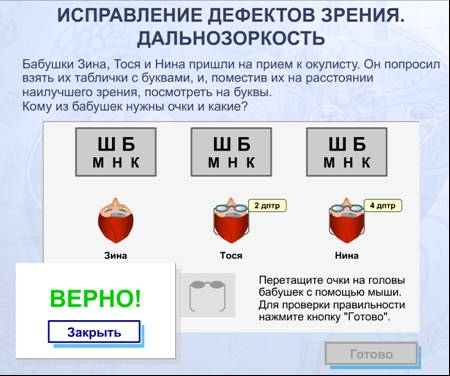 ИСПРАВЛЕНИЕ ДЕФЕКТОВ ЗРЕНИЯ.
ДАЛЬНОЗОРКОСТЬ
Бабушки Зина, Тося и Нина пришли на прием к окулисту. Он попросил
взять их таблички с буквами, и, поместив их на расстоянии
наилучшего зрения, посмотреть на буквы.
Кому из бабушек нужны очки и какие?
Ш Б
М Н К
Ш Б
М Н К
Ш Б
М Н К
2 дптр
4 дптр
Зина
Тося
Нина
ВЕРНО!
Закрыть
Перетащите очки на головы
бабушек с помощью мыши.
Для проверки правильности
нажмите кнопку "Готово".
Готово